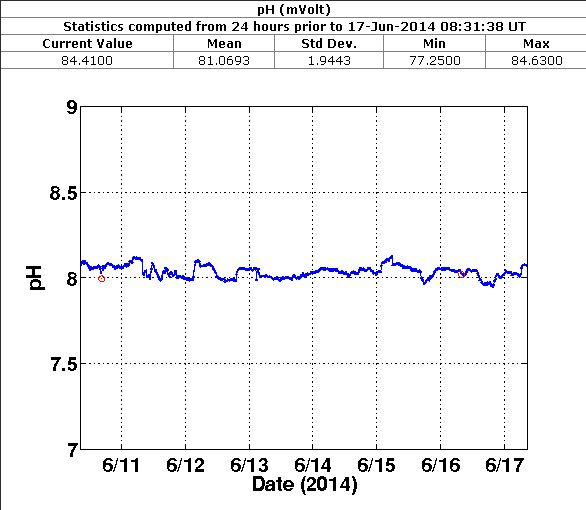 pH (mVolt)
Statistics computed from 24 hours prior to 17-Jun-2014 08:31:38 UT
Current Value Mean Std Dev. Min Max
84.4100 81.0693 1.9443 77.2500 84.6300
9
8.5
8
7.5
7
pH
6/11 6/12 6/13 6/14 6/15 6/16 6/17
Date (2014)